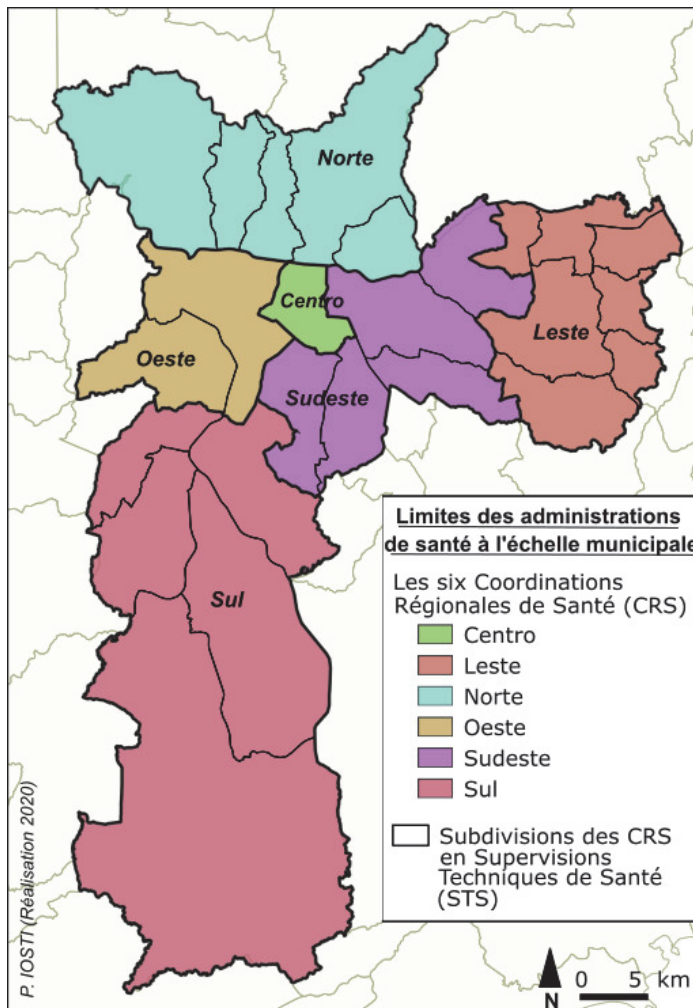 Norte
Centro
Oeste
Leste
Sudeste
Sul
Limites des administrations
de santé à l'échelle municipale
Les six Coordinations
Régionales de Santé (CRS)
Centro
Leste
Norte
Oeste
Sudeste
Sul
Subdivisions des CRS
en Supervisions
Techniques de Santé
(STS)
P. IOSTI (Réalisation 2020)
N
0 5 km